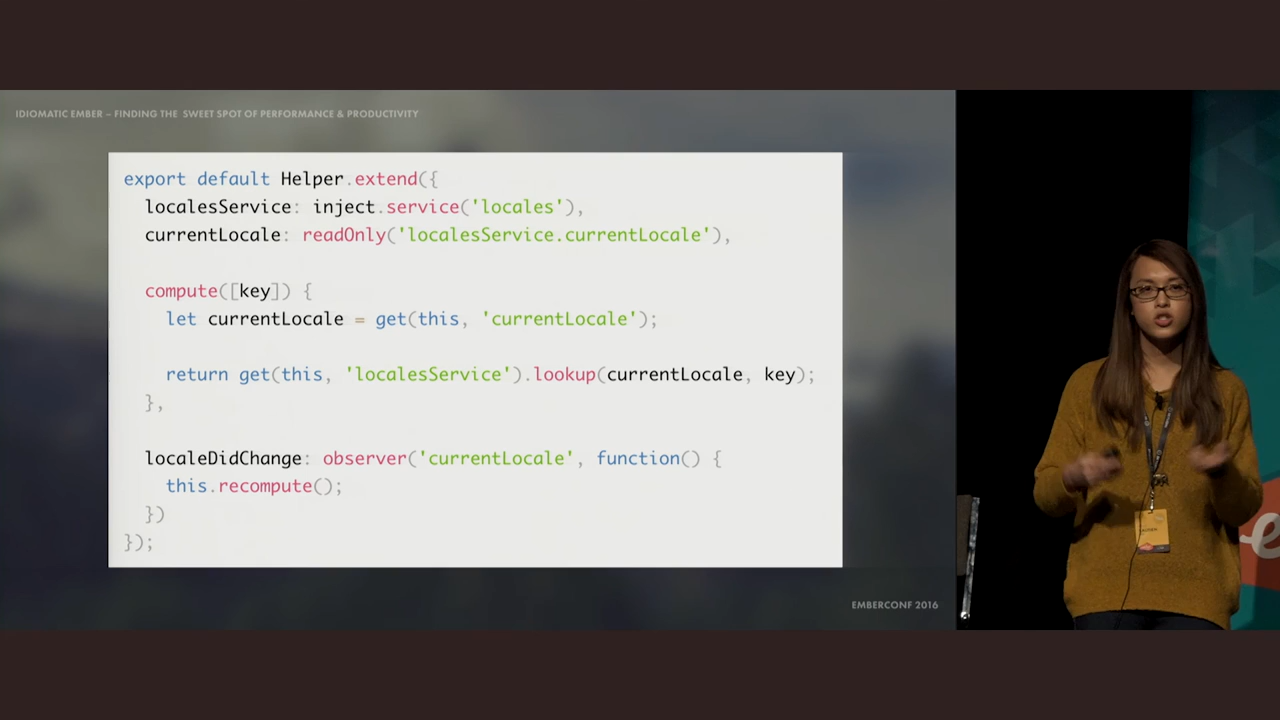 IDIOMATIC EMBER – FINDING THE SWEET SPOT OF PERFORMANCE & PRODUCTIVITY
export default Helper.extend({
  localesService: inject.service('locales'),
  currentLocale: readOnly('localesService.currentLocale'),
  compute([key]) {
    let currentLocale = get(this, 'currentLocale');
    return get(this, 'localesService').lookup(currentLocale, key);
  },
  localeDidChange: observer('currentLocale', function() {
    this.recompute();
  })
});
EMBERCONF 2016